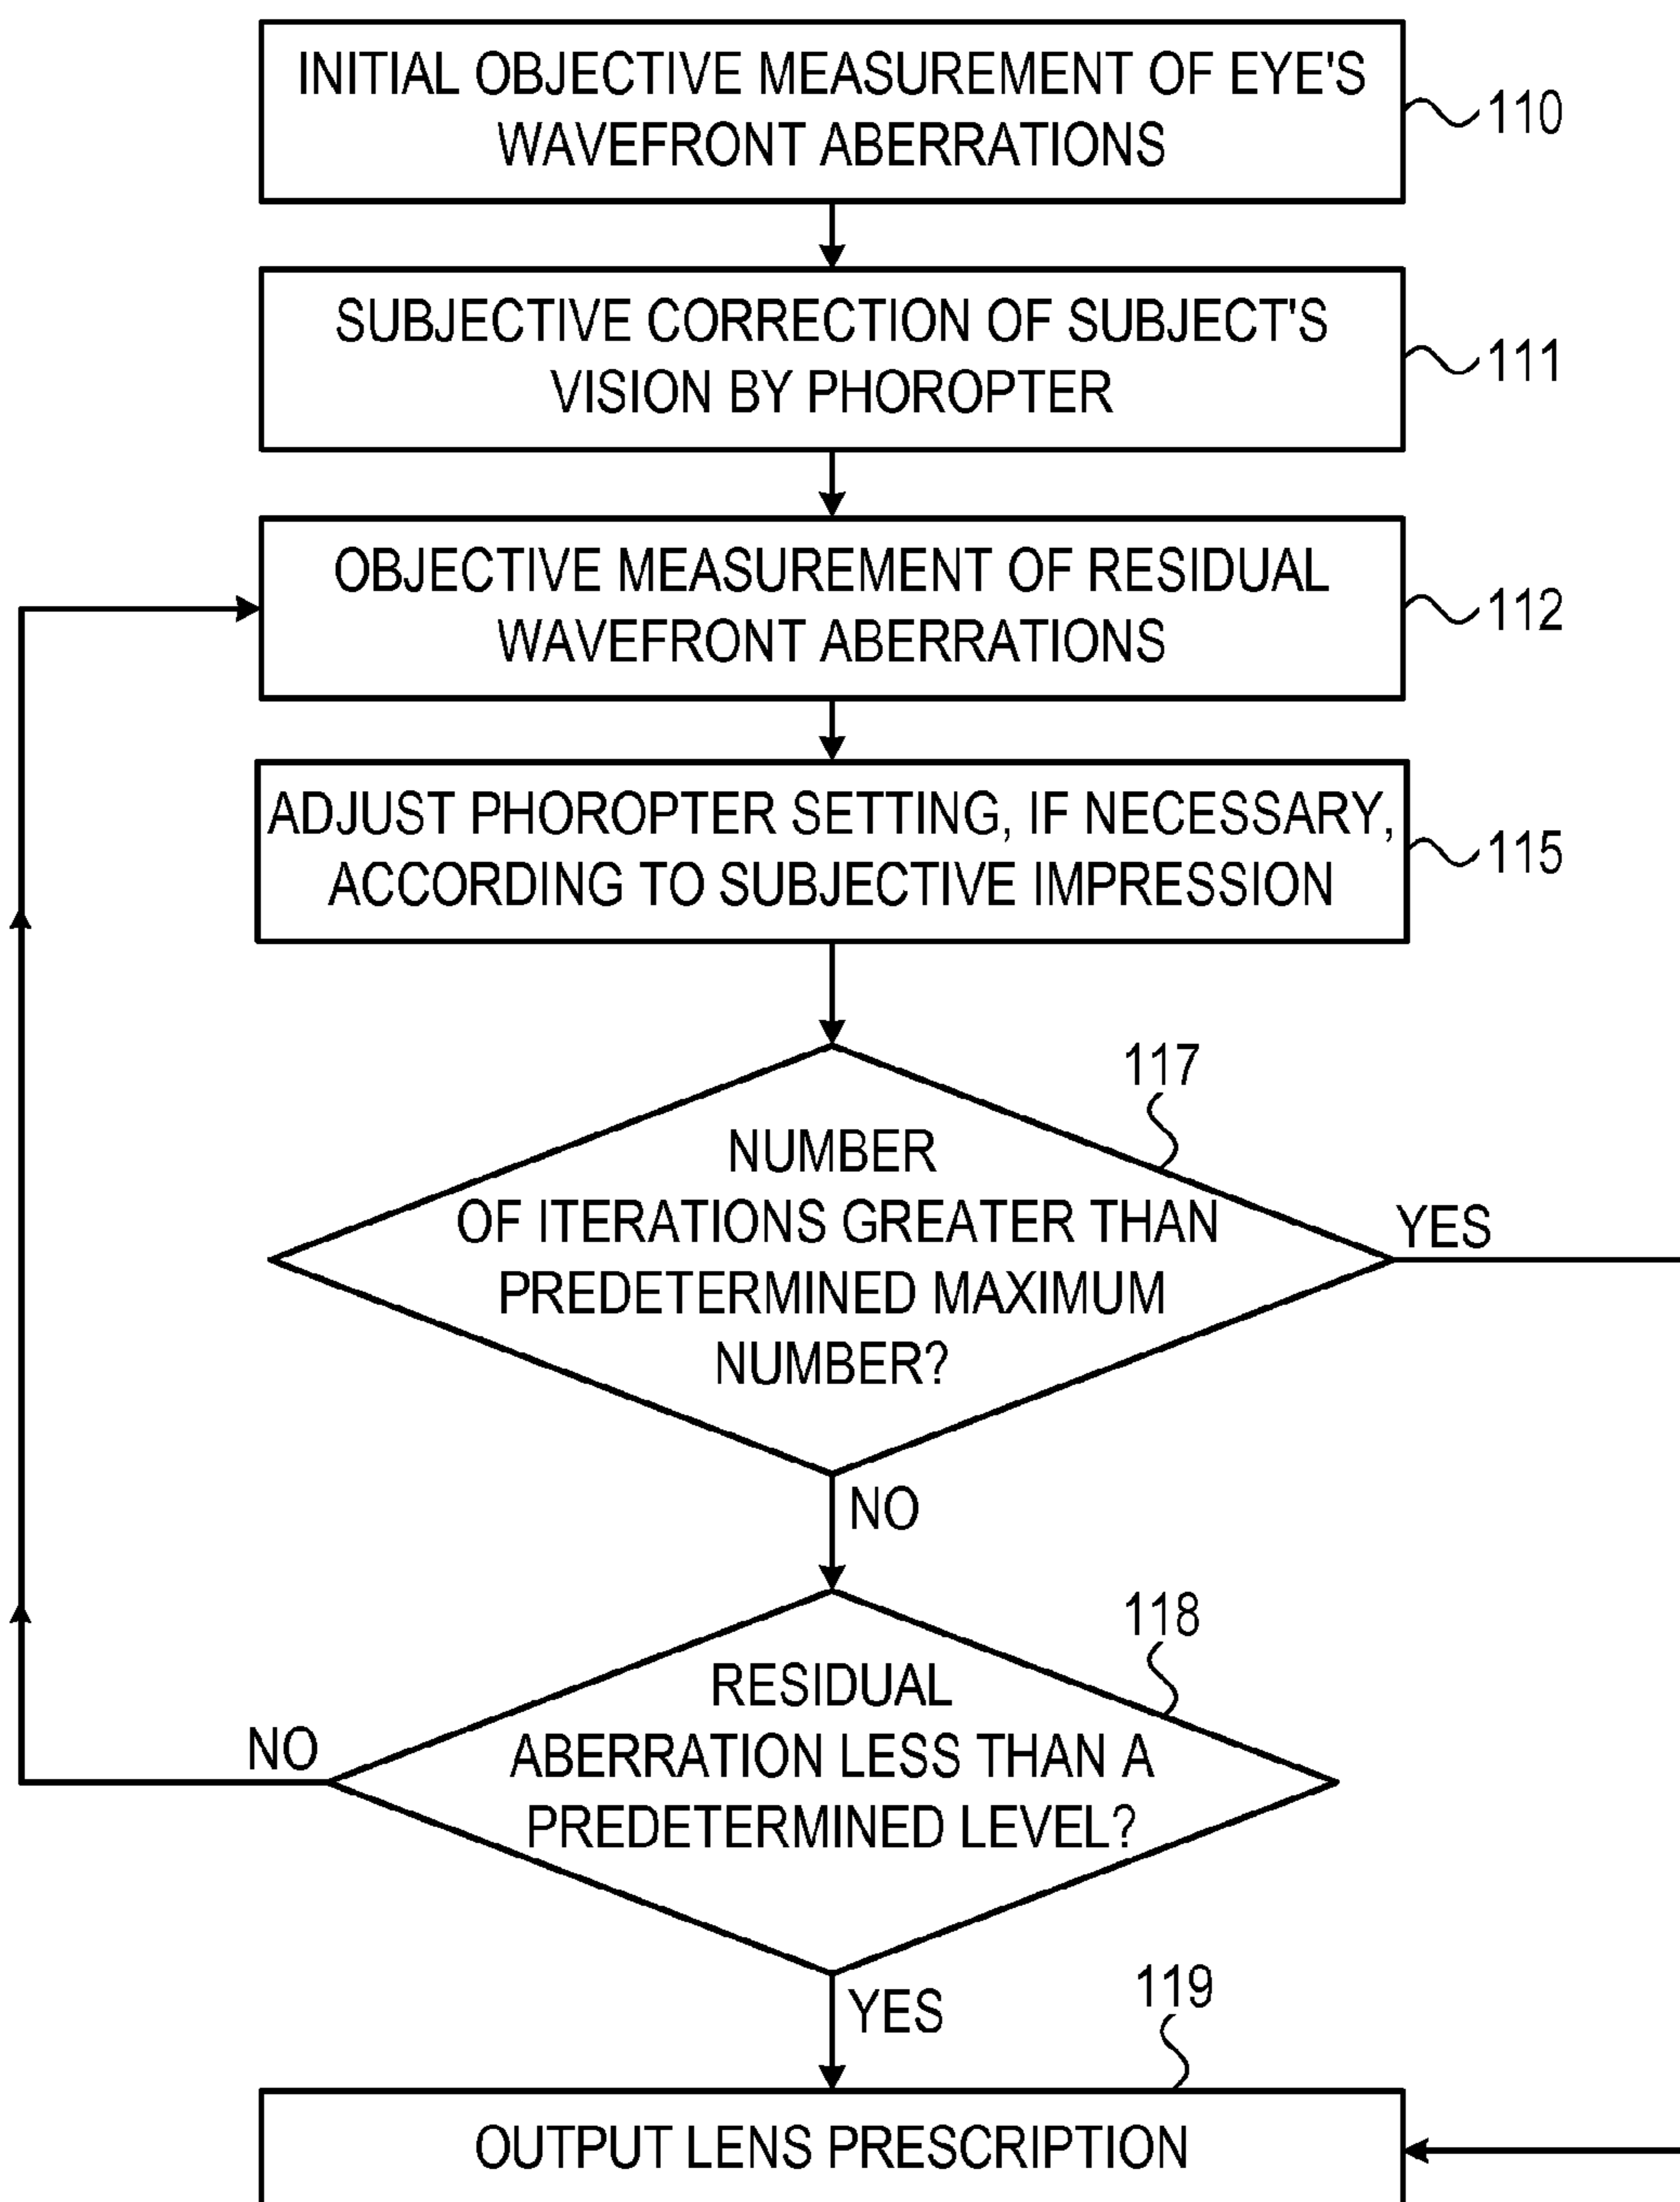 INITIAL OBJECTIVE MEASUREMENT OF EYE'S
WAVEFRONT ABERRATIONS
110
SUBJECTIVE CORRECTION OF SUBJECT'S
VISION BY PHOROPTER
111
OBJECTIVE MEASUREMENT OF RESIDUAL
WAVEFRONT ABERRATIONS
112
ADJUST PHOROPTER SETTING, IF NECESSARY,
ACCORDING TO SUBJECTIVE IMPRESSION
115
117
NUMBER
OF ITERATIONS GREATER THAN
PREDETERMINED MAXIMUM
NUMBER?
YES
NO
118
RESIDUAL
ABERRATION LESS THAN A
PREDETERMINED LEVEL?
NO
YES
119
OUTPUT LENS PRESCRIPTION